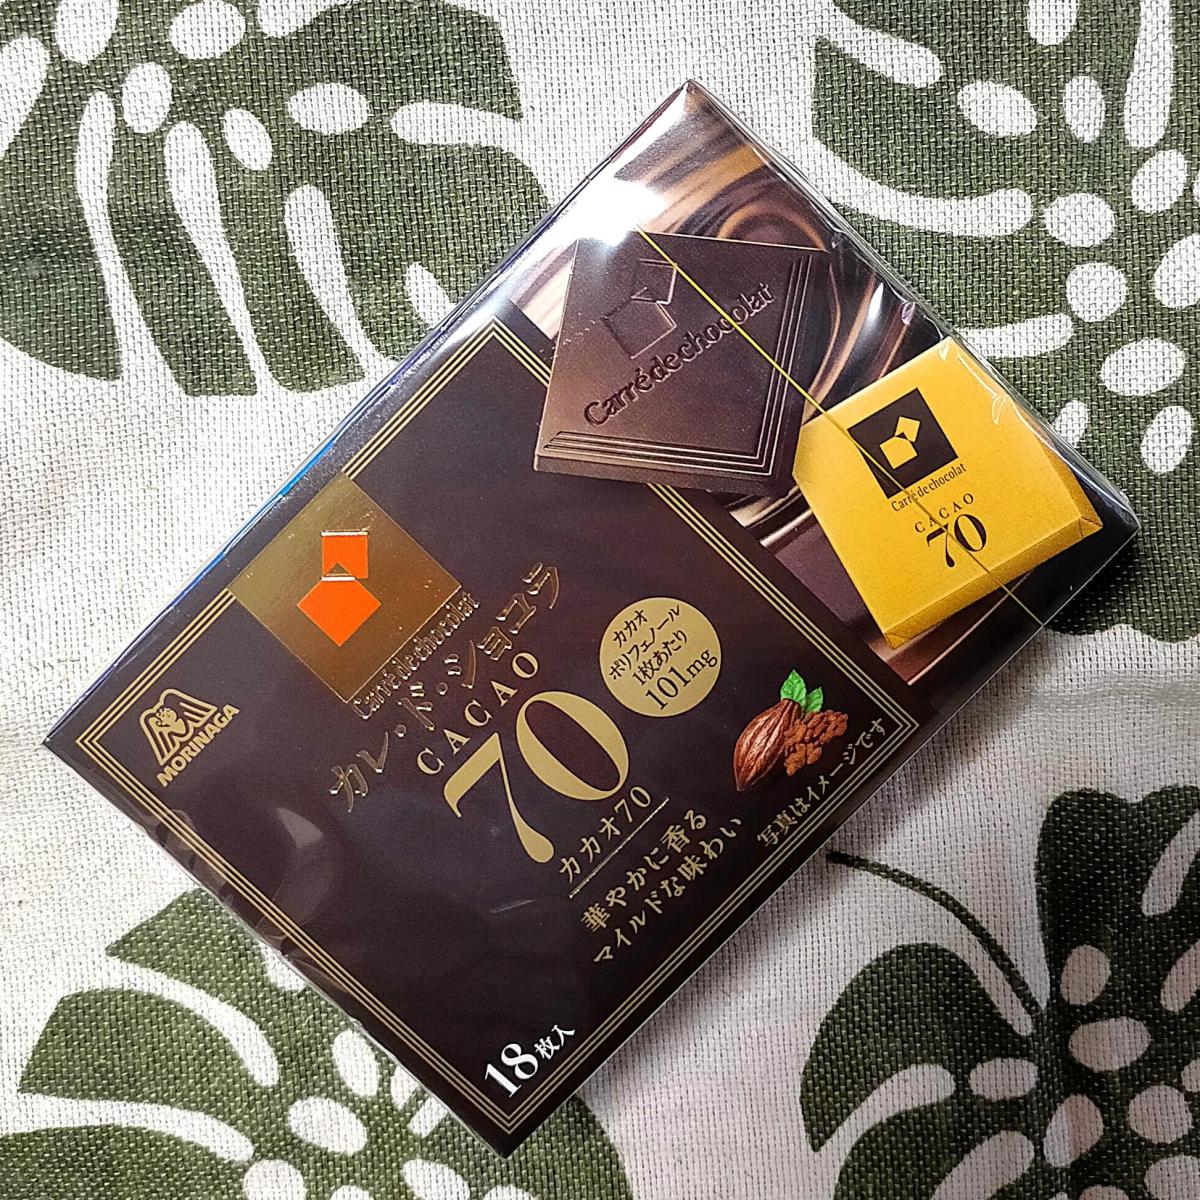 MORINAGA
Carré de chocolat
カレ・ド・ショコラ
CACAO
70
カカオ70
華やかに香る
マイルドな味わい
18枚入
カカオ
ポリフェノール
1枚あたり
101mg
写真はイメージです
Carré de chocolat
Carré de chocolat
CACAO
70